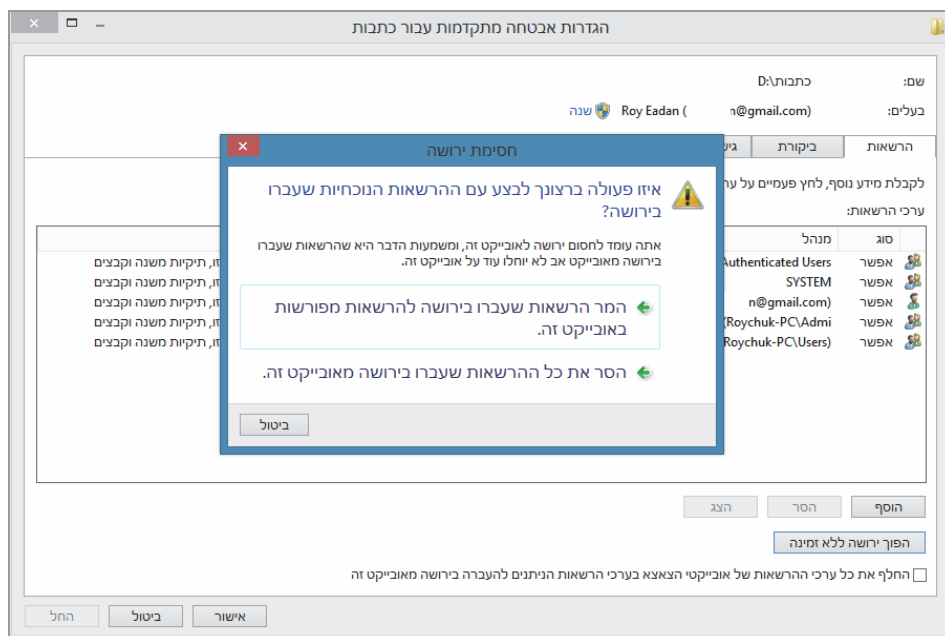 הגדרות אבטחה מתקדמות עבור כתבות
שם: D:\כתבות
בעלים: Roy Eadan ( n@gmail.com) שנה
הרשאות ביקורת
לקבלת מידע נוסף, לחץ פעמיים על
ערכי הרשאות:
סוג מנהל
אפשר Authenticated Users זו, תיקיות משנה וקבצים
אפשר SYSTEM זו, תיקיות משנה וקבצים
אפשר n@gmail.com) זו, תיקיות משנה וקבצים
אפשר (Roychuk-PC\Admi זו, תיקיות משנה וקבצים
אפשר Roychuk-PC\Users) זו, תיקיות משנה וקבצים
חסימת ירושה
איזו פעולה ברצונך לבצע עם ההרשאות הנוכחיות שעברו
בירושה?
אתה עומד לחסום ירושה לאובייקט זה, ומשמעות הדבר היא שהרשאות שעברו
בירושה מאובייקט אב לא יוחלו עוד על אובייקט זה.
המר הרשאות שעברו בירושה להרשאות מפורשות
באובייקט זה.
הסר את כל ההרשאות שעברו בירושה מאובייקט זה.
ביטול
הוסף הסר הצג
הפוך ירושה ללא זמינה
החלף את כל ערכי ההרשאות של אובייקטי הצאצא בערכי הרשאות הניתנים להעברה בירושה מאובייקט זה
אישור ביטול החל